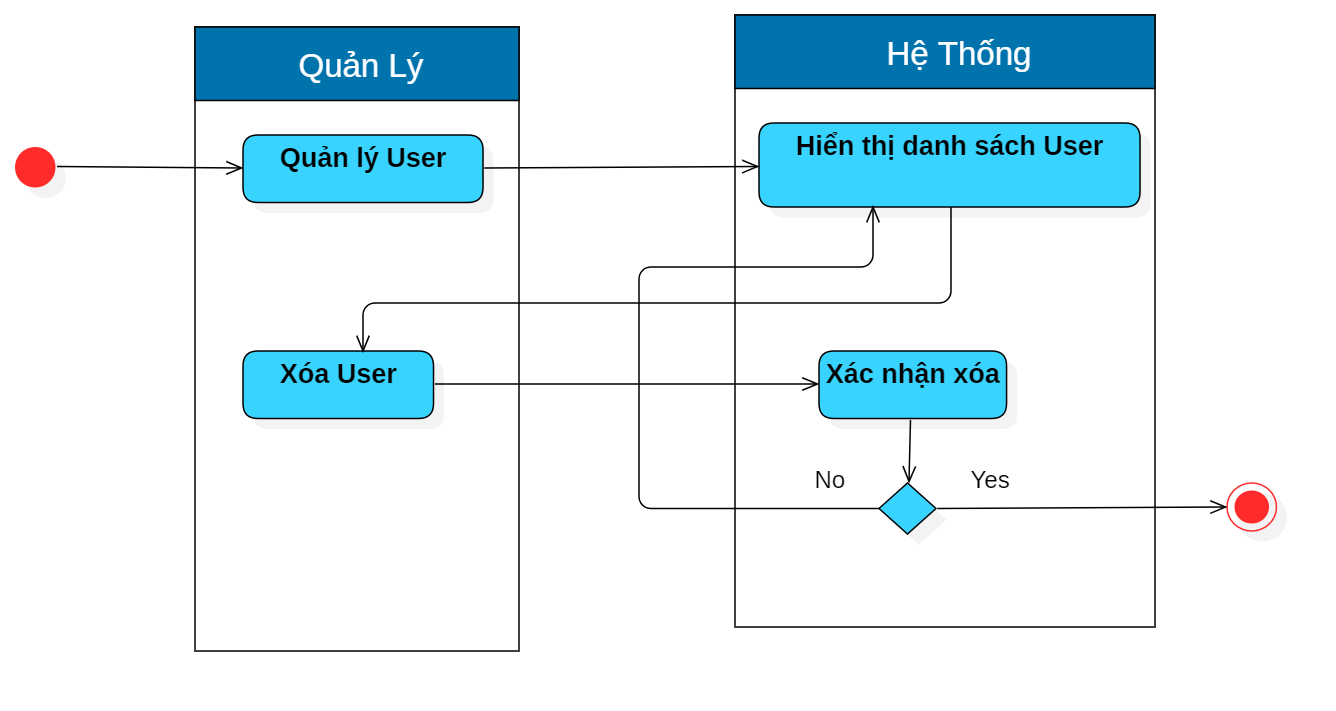 Quản Lý
Hệ Thống
Quản lý User
Hiển thị danh sách User
Xóa User
Xác nhận xóa
No
Yes